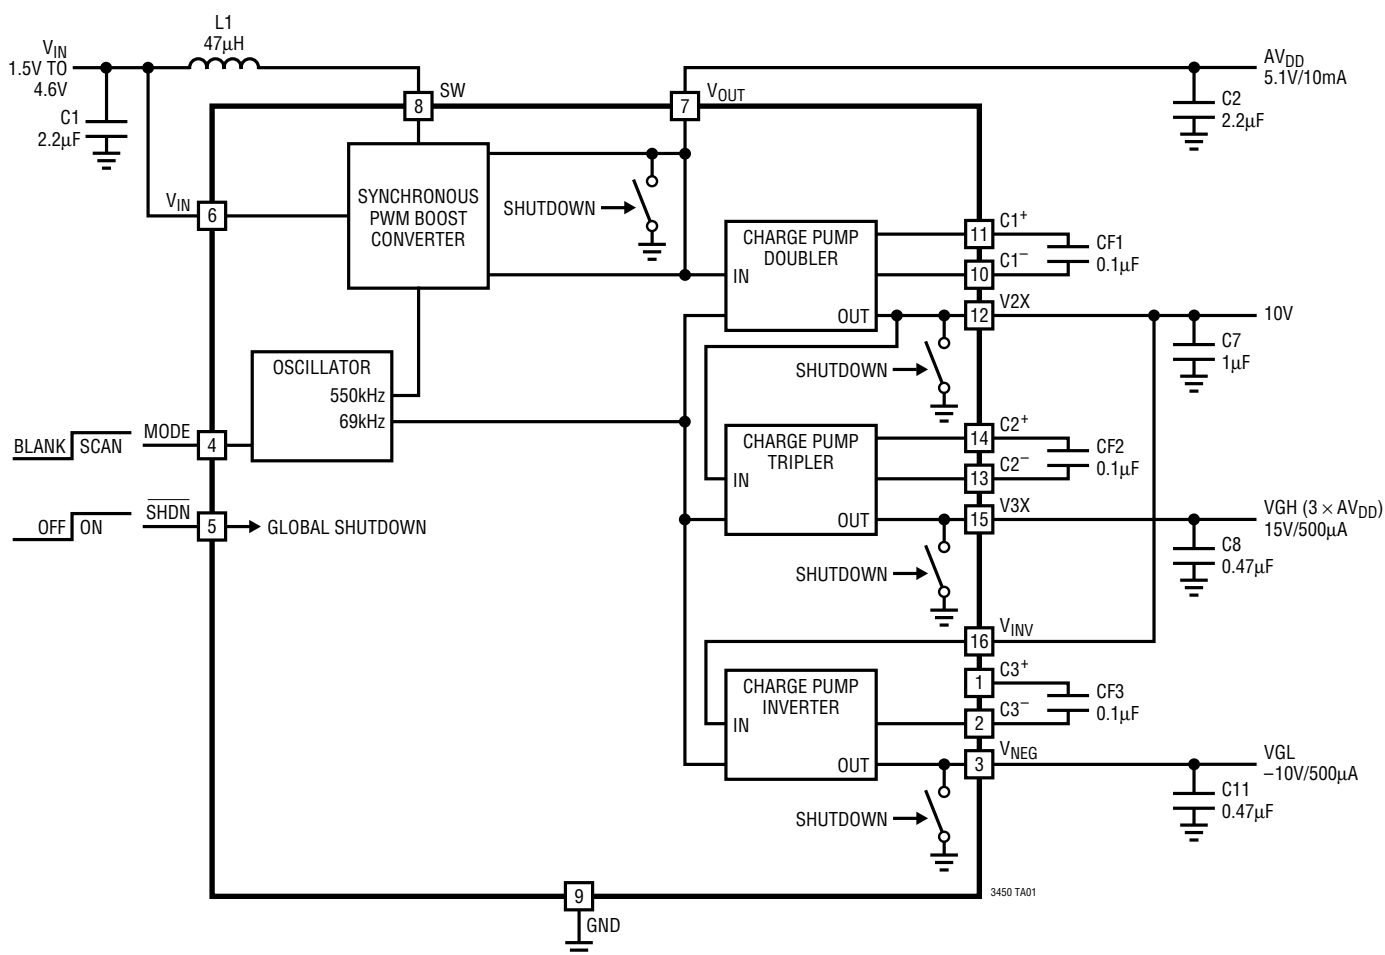 L1
47µH
VIN
1.5V TO
4.6V
C1
2.2µF
8
SW
7
VOUT
AVDD
5.1V/10mA
C2
2.2µF
VIN
6
SYNCHRONOUS
PWM BOOST
CONVERTER
SHUTDOWN
CHARGE PUMP
DOUBLER
IN
OUT
11
C1+
10
C1–
CF1
0.1µF
12
V2X
10V
C7
1µF
SHUTDOWN
OSCILLATOR
550kHz
69kHz
BLANK
SCAN
MODE
4
OFF
ON
SHDN
5
GLOBAL SHUTDOWN
CHARGE PUMP
TRIPLER
IN
OUT
14
C2+
13
C2–
CF2
0.1µF
15
V3X
VGH (3 × AVDD)
15V/500µA
C8
0.47µF
SHUTDOWN
16
VINV
CHARGE PUMP
INVERTER
IN
OUT
1
C3+
2
C3–
CF3
0.1µF
3
VNEG
VGL
–10V/500µA
C11
0.47µF
SHUTDOWN
9
GND
3450 TA01